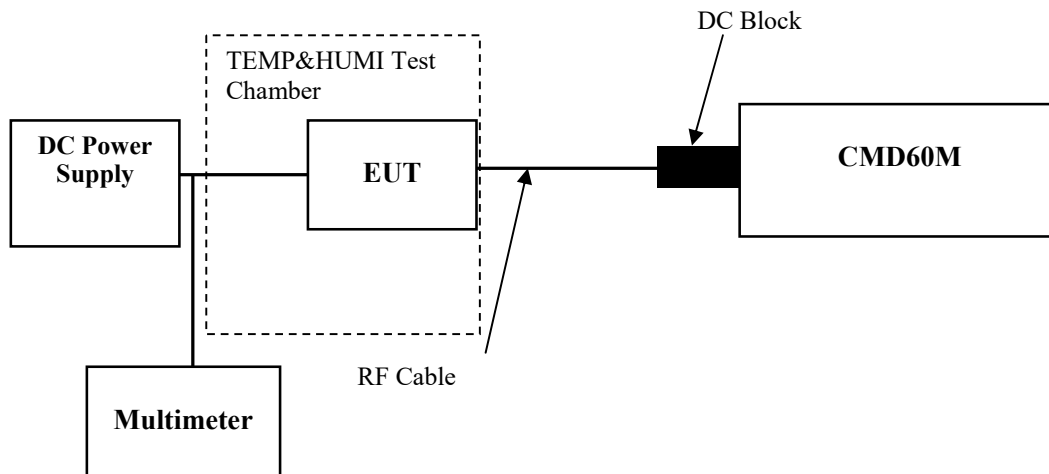 DC Block
TEMP&HUMI Test
Chamber
DC Power
Supply
EUT
CMD60M
RF Cable
Multimeter